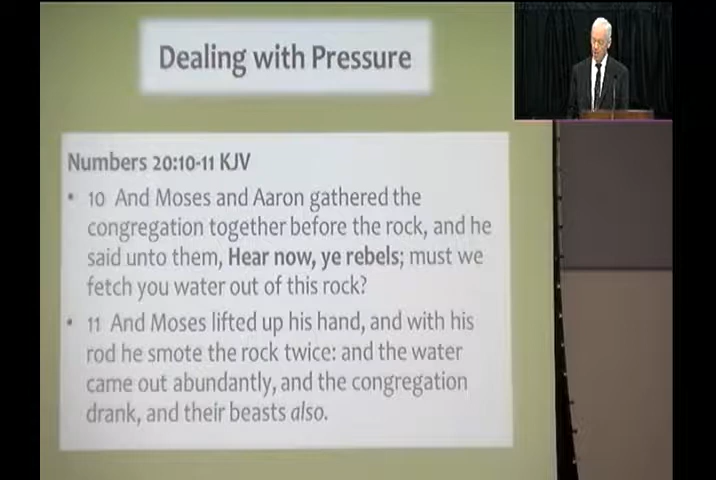 Dealing with Pressure
Numbers 20:10-11 KJV
• 10 And Moses and Aaron gathered the
congregation together before the rock, and he
said unto them, Hear now, ye rebels; must we
fetch you water out of this rock?
• 11 And Moses lifted up his hand, and with his
rod he smote the rock twice: and the water
came out abundantly, and the congregation
drank, and their beasts also.